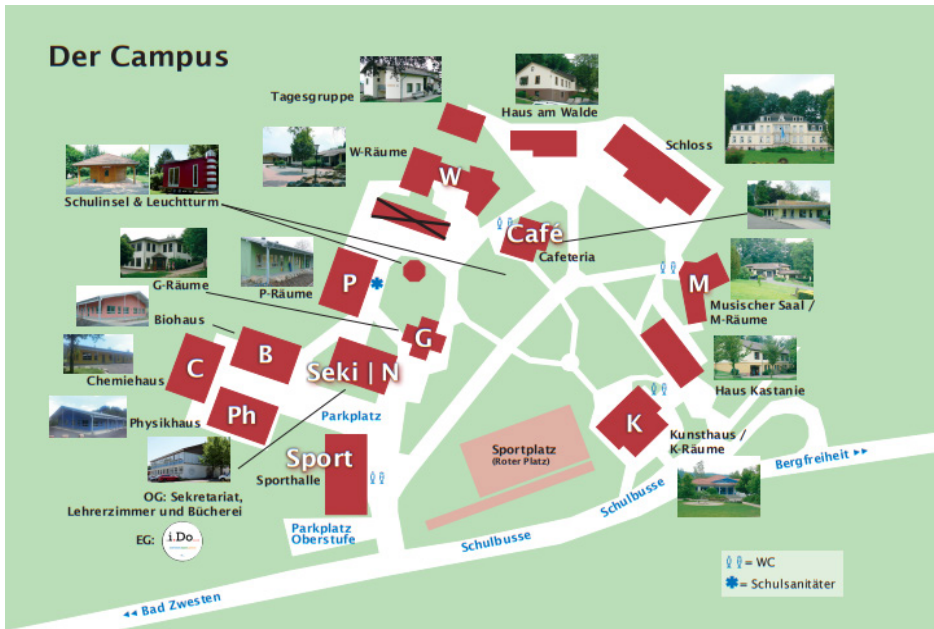 Der Campus
Tagesgruppe
Haus am Walde
W-Räume
Schloss
W
Schulinsel & Leuchtturm
Café
Cafeteria
G-Räume
P-Räume
P
M
Musischer Saal /
M-Räume
Biohaus
G
B
C
Seki | N
Chemiehaus
Haus Kastanie
Ph
Parkplatz
K
Physikhaus
Kunsthaus /
K-Räume
Sport
Sporthalle
Sportplatz
(Roter Platz)
Bergfreiheit ►►
OG: Sekretariat,
Lehrerzimmer und Bücherei
Schulbusse
EG: i.Do.
Parkplatz
Oberstufe
Schulbusse
= WC
✱= Schulsanitäter
◄◄ Bad Zwesten